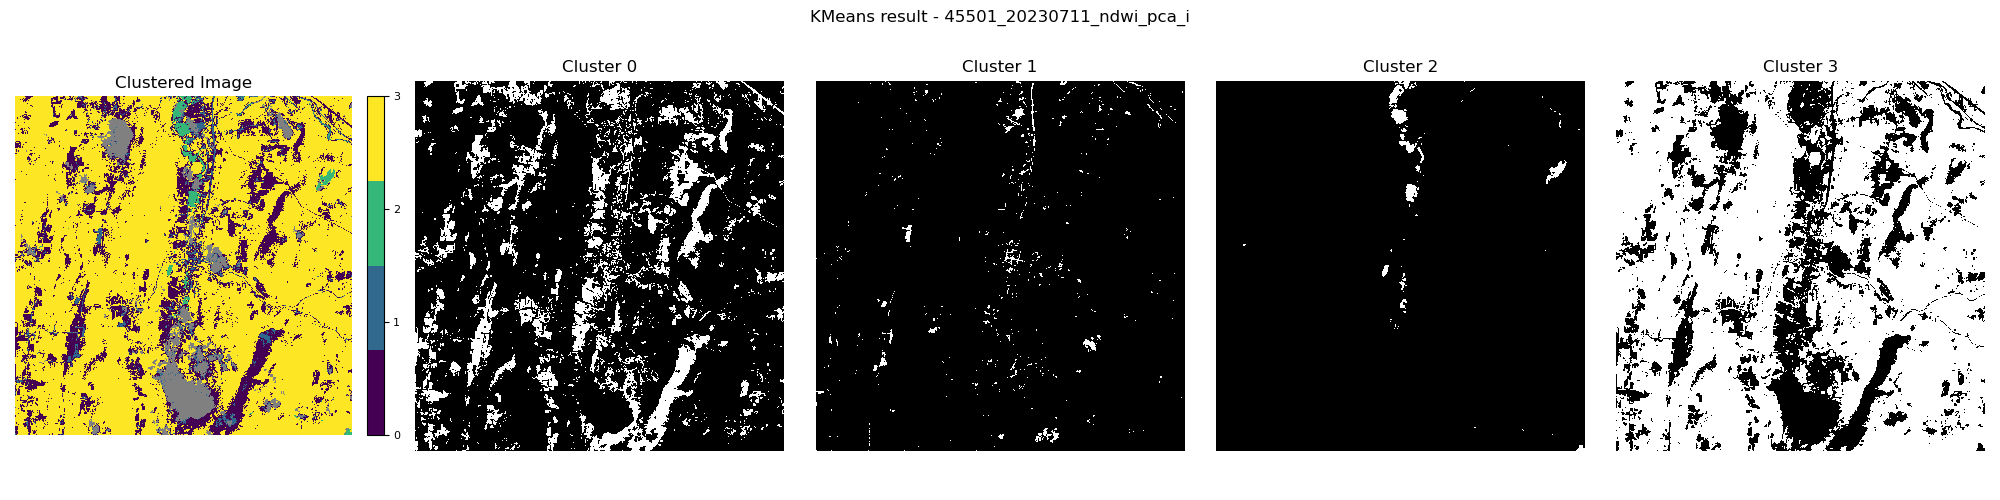 KMeans result - 45501_20230711_ndwi_pca_i
Clustered Image
Cluster 0
Cluster 1
Cluster 2
Cluster 3
3
2
1
0